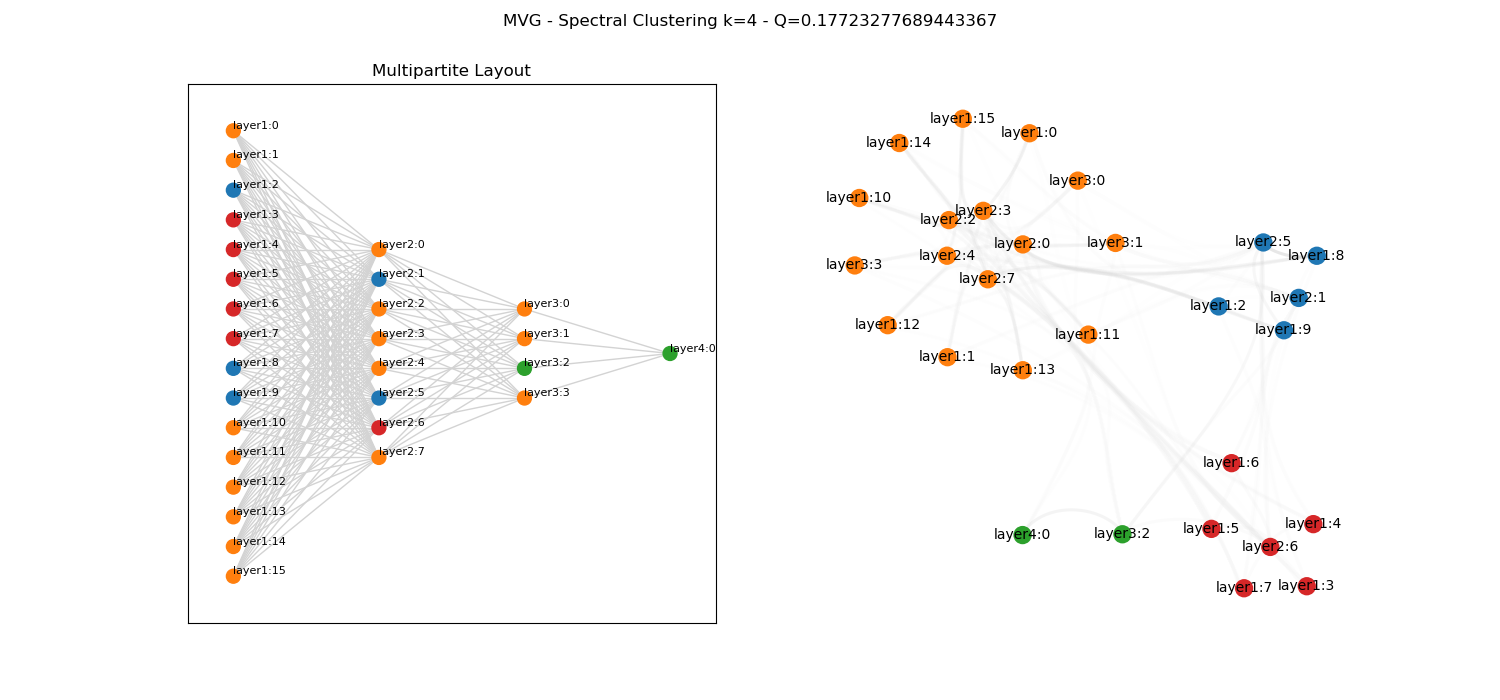 MVG - Spectral Clustering k=4 - Q=0.17723277689443367
Multipartite Layout
layer1:0
layer1:1
layer1:2
layer1:3
layer1:4
layer1:5
layer1:6
layer1:7
layer1:8
layer1:9
layer1:10
layer1:11
layer1:12
layer1:13
layer1:14
layer1:15
layer2:0
layer2:1
layer2:2
layer2:3
layer2:4
layer2:5
layer2:6
layer2:7
layer3:0
layer3:1
layer3:2
layer3:3
layer4:0
layer1:15
layer1:0
layer1:14
layer3:0
layer1:10
layer2:3
layer2:2
layer2:0
layer3:1
layer2:4
layer3:3
layer2:7
layer1:12
layer1:11
layer1:1
layer1:13
layer2:5
layer1:8
layer2:1
layer1:2
layer1:9
layer1:6
layer4:0
layer3:2
layer1:5
layer1:4
layer2:6
layer1:7
layer1:3